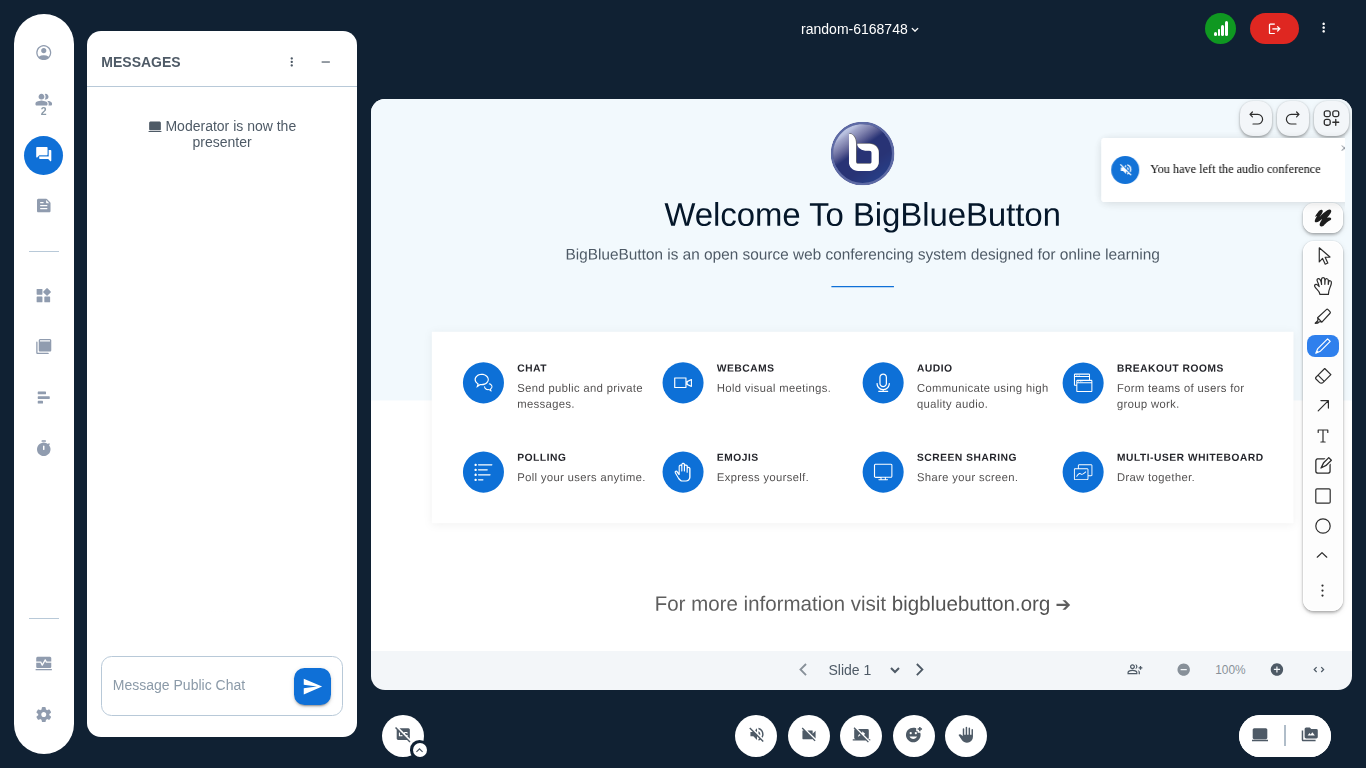 random-6168748
2
MESSAGES
Moderator is now the
presenter
Message Public Chat
You have left the audio conference
Welcome To BigBlueButton
BigBlueButton is an open source web conferencing system designed for online learning
CHAT
Send public and private
messages.
WEBCAMS
Hold visual meetings.
AUDIO
Communicate using high
quality audio.
BREAKOUT ROOMS
Form teams of users for
group work.
POLLING
Poll your users anytime.
EMOJIS
Express yourself.
SCREEN SHARING
Share your screen.
MULTI-USER WHITEBOARD
Draw together.
For more information visit bigbluebutton.org ➔
Slide 1
100%